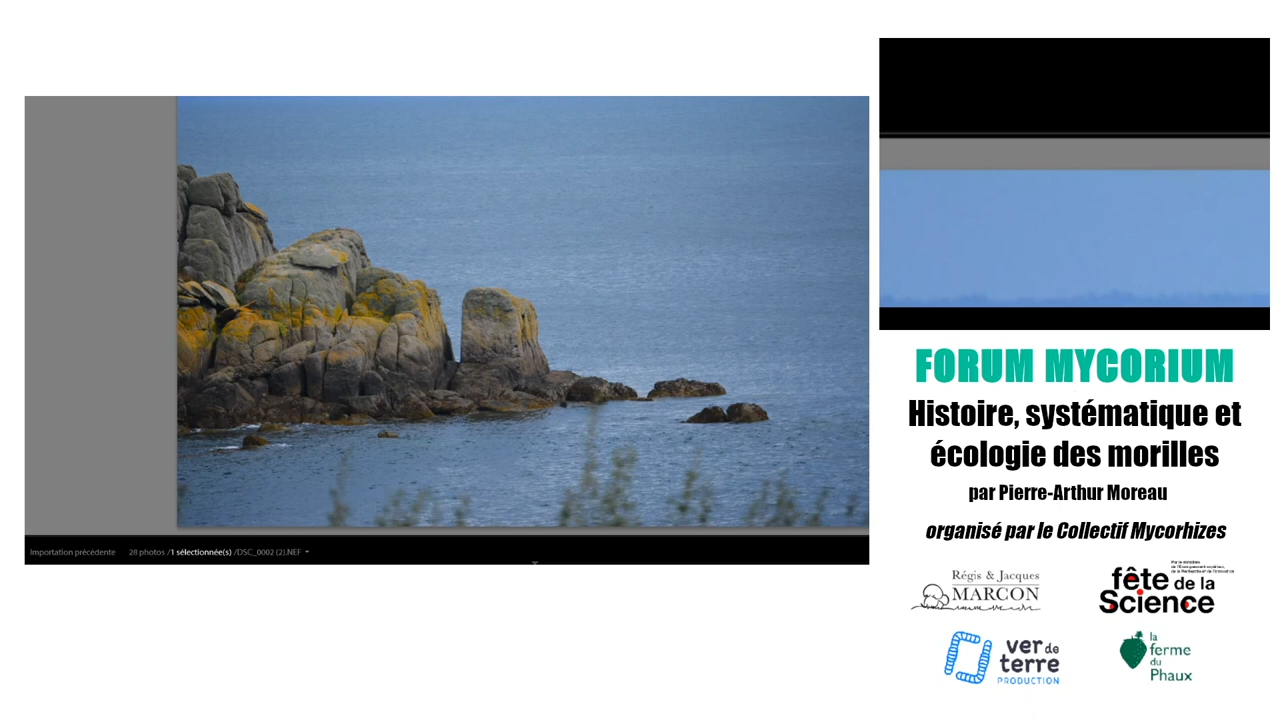 Importation précédente 28 photos /1 sélectionnée(s) /DSC_0002 (2).NEF
FORUM MYCORIUM
Histoire, systématique et
écologie des morilles
par Pierre-Arthur Moreau
organisé par le Collectif Mycorhizes
Régis & Jacques
MARCON
fête de la
Science
ver de
terre
PRODUCTION
la
ferme
du
Phaux